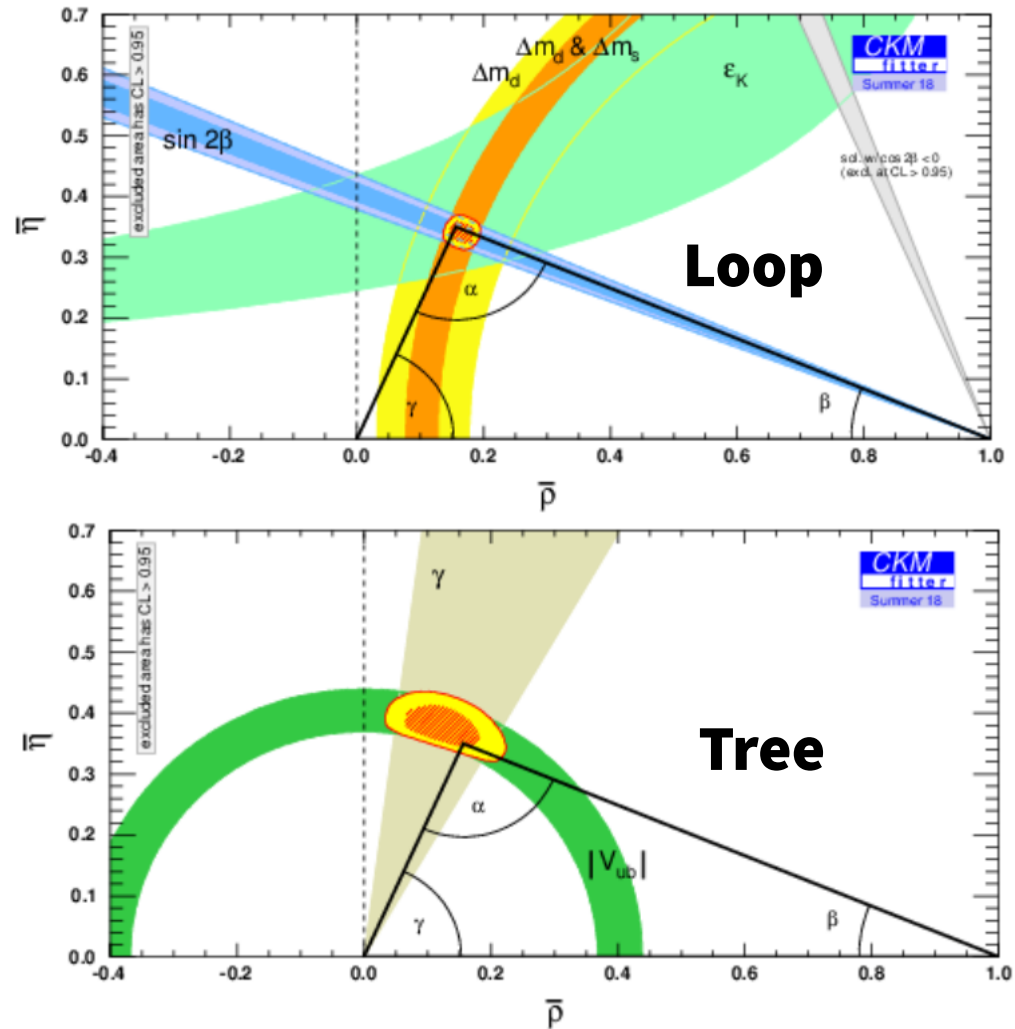 0.7
0.6
0.5
0.4
0.3
0.2
0.1
0.0
η̅
excluded area has CL > 0.95
Δm_d & Δm_s
Δm_d
ε_K
CKM
fitter
Summer 18
sin 2β
sol. w/ cos 2β < 0
(excl. at CL > 0.95)
Loop
α
γ
β
-0.4
-0.2
0.0
0.2
0.4
0.6
0.8
1.0
ρ̅
0.7
0.6
0.5
0.4
0.3
0.2
0.1
0.0
η̅
excluded area has CL > 0.95
γ
CKM
fitter
Summer 18
Tree
α
|V_ub|
γ
β
-0.4
-0.2
0.0
0.2
0.4
0.6
0.8
1.0
ρ̅